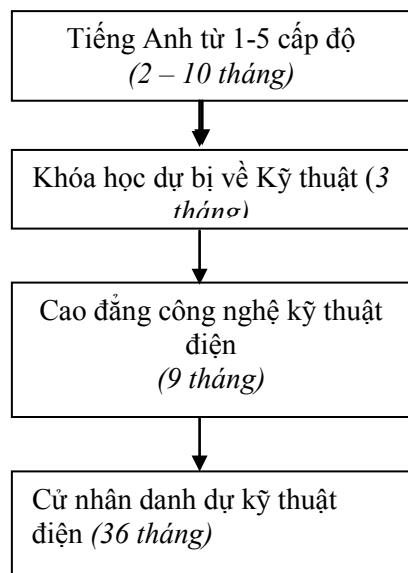 Tiếng Anh từ 1-5 cấp độ
(2 – 10 tháng)
Khóa học dự bị về Kỹ thuật (3
tháng)
Cao đẳng công nghệ kỹ thuật
điện
(9 tháng)
Cử nhân danh dự kỹ thuật
điện (36 tháng)